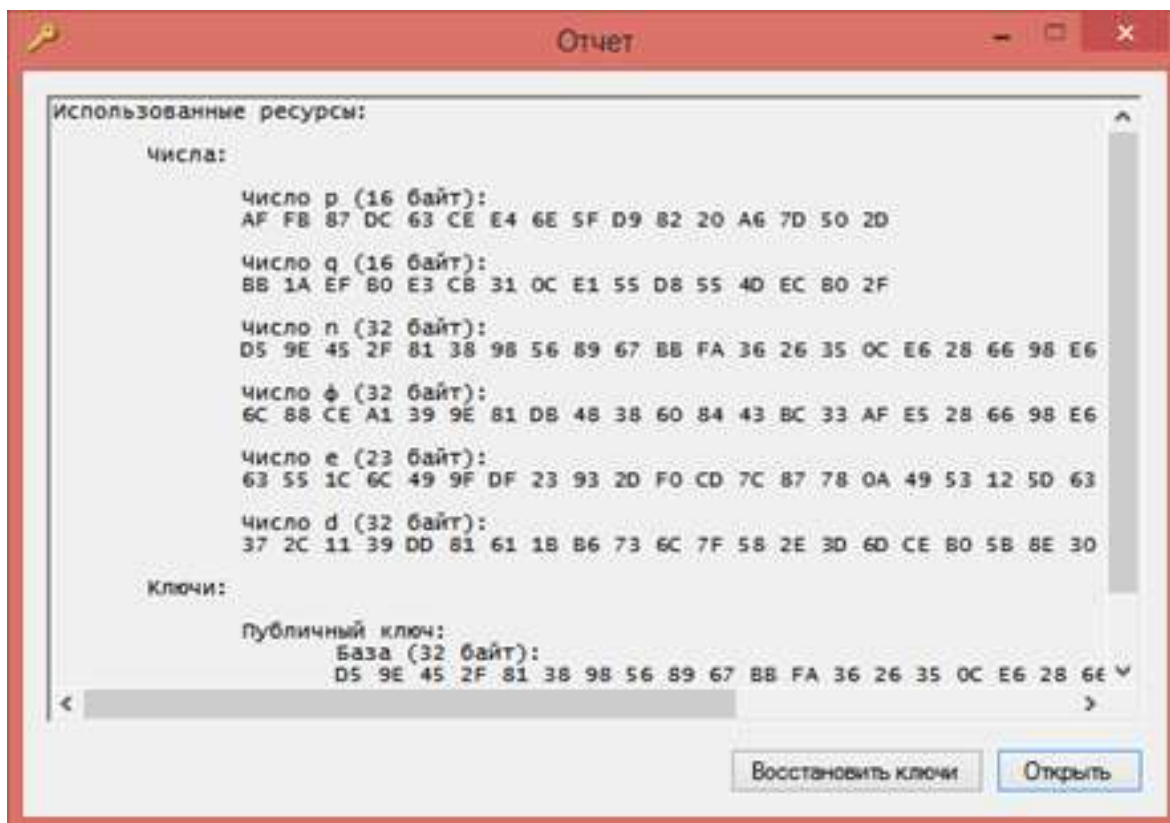 Отчет
Использованные ресурсы:
Числа:
Число p (16 байт):
AF FB 87 DC 63 CE E4 6E 5F D9 82 20 A6 7D 50 2D
Число q (16 байт):
BB 1A EF B0 E3 CB 31 0C E1 55 D8 55 4D EC B0 2F
Число n (32 байт):
D5 9E 45 2F 81 38 98 56 89 67 BB FA 36 26 35 0C E6 28 66 98 E6
Число ф (32 байт):
6C 88 CE A1 39 9E 81 DB 48 38 60 84 43 BC 33 AF E5 28 66 98 E6
Число e (23 байт):
63 55 1C 6C 49 9F DF 23 93 2D F0 CD 7C 87 78 0A 49 53 12 5D 63
Число d (32 байт):
37 2C 11 39 DD 81 61 1B B6 73 6C 7F 58 2E 3D 6D CE B0 5B 8E 30
Ключи:
Публичный ключ:
База (32 байт):
D5 9E 45 2F 81 38 98 56 89 67 BB FA 36 26 35 0C E6 28 66
Восстановить ключи
Открыть